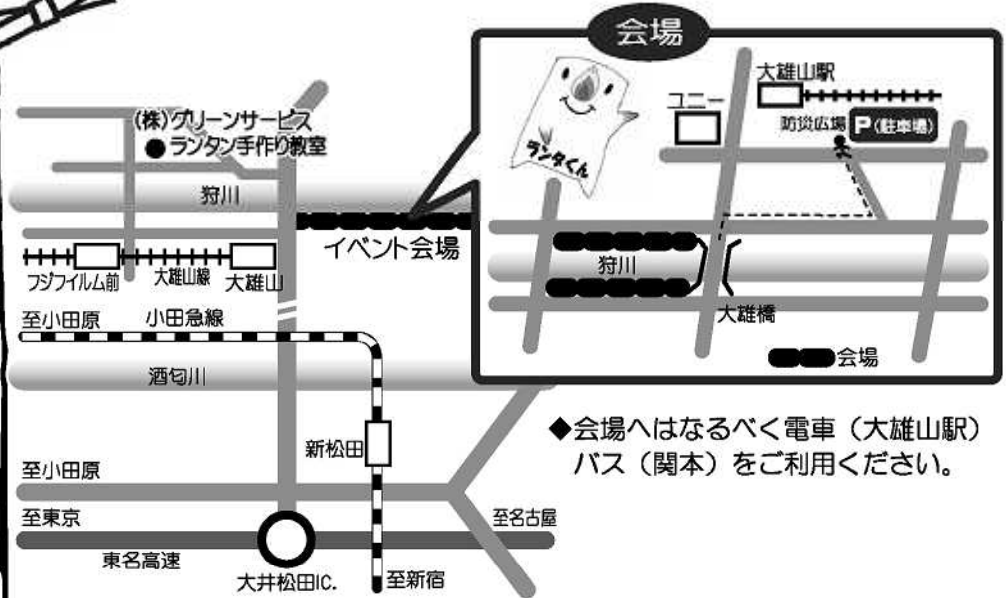 会場
大雄山駅
ユニー
防災広場
P(駐車場)
ランタくん
狩川
大雄橋
会場
(株)グリーンサービス
●ランタン手作り教室
狩川
イベント会場
フジフイルム前
大雄山線
大雄山
至小田原
小田急線
酒匂川
新松田
◆会場へはなるべく電車（大雄山駅）
バス（関本）をご利用ください。
至小田原
至東京
至名古屋
東名高速
大井松田IC.
至新宿